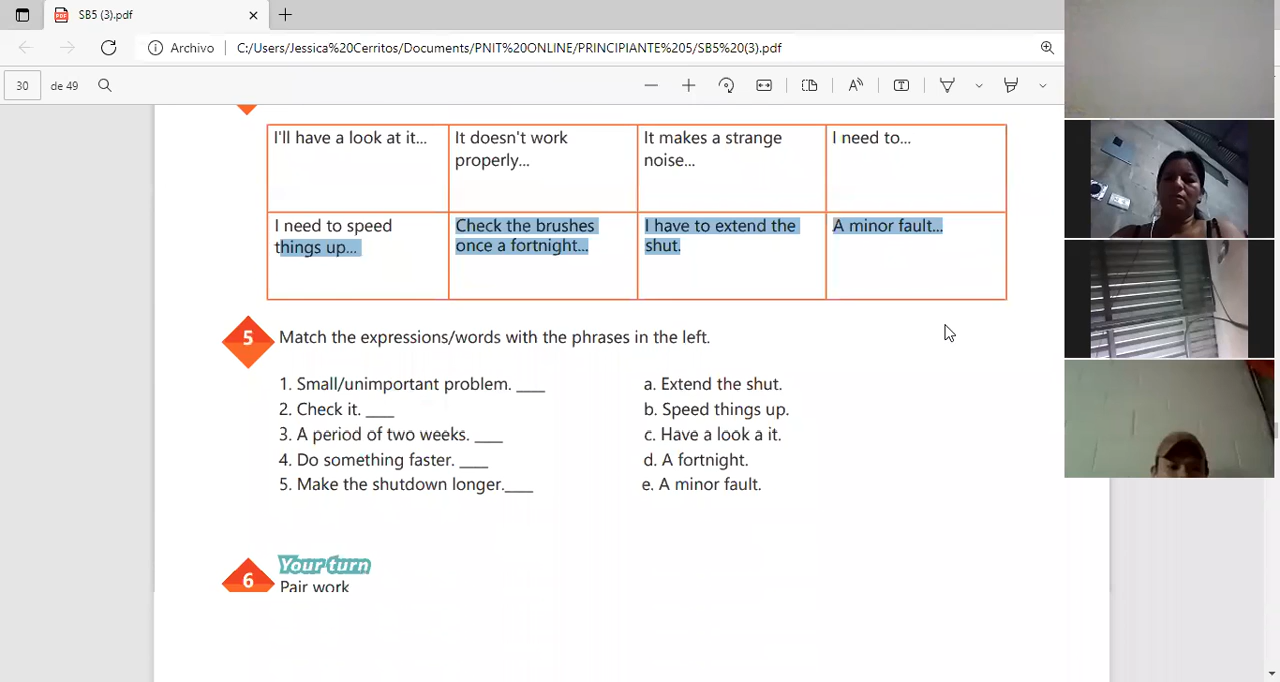 SB5 (3).pdf
Archivo
C:/Users/Jessica%20Cerritos/Documents/PNIT%20ONLINE/PRINCIPIANTE%205/SB5%20(3).pdf
30
de 49
I'll have a look at it...
It doesn't work
properly...
It makes a strange
noise...
I need to...
I need to speed
things up...
Check the brushes
once a fortnight...
I have to extend the
shut.
A minor fault...
5
Match the expressions/words with the phrases in the left.
1. Small/unimportant problem. ____
2. Check it. ____
3. A period of two weeks. ____
4. Do something faster. ____
5. Make the shutdown longer.____
a. Extend the shut.
b. Speed things up.
c. Have a look a it.
d. A fortnight.
e. A minor fault.
6
Your turn
Pair work